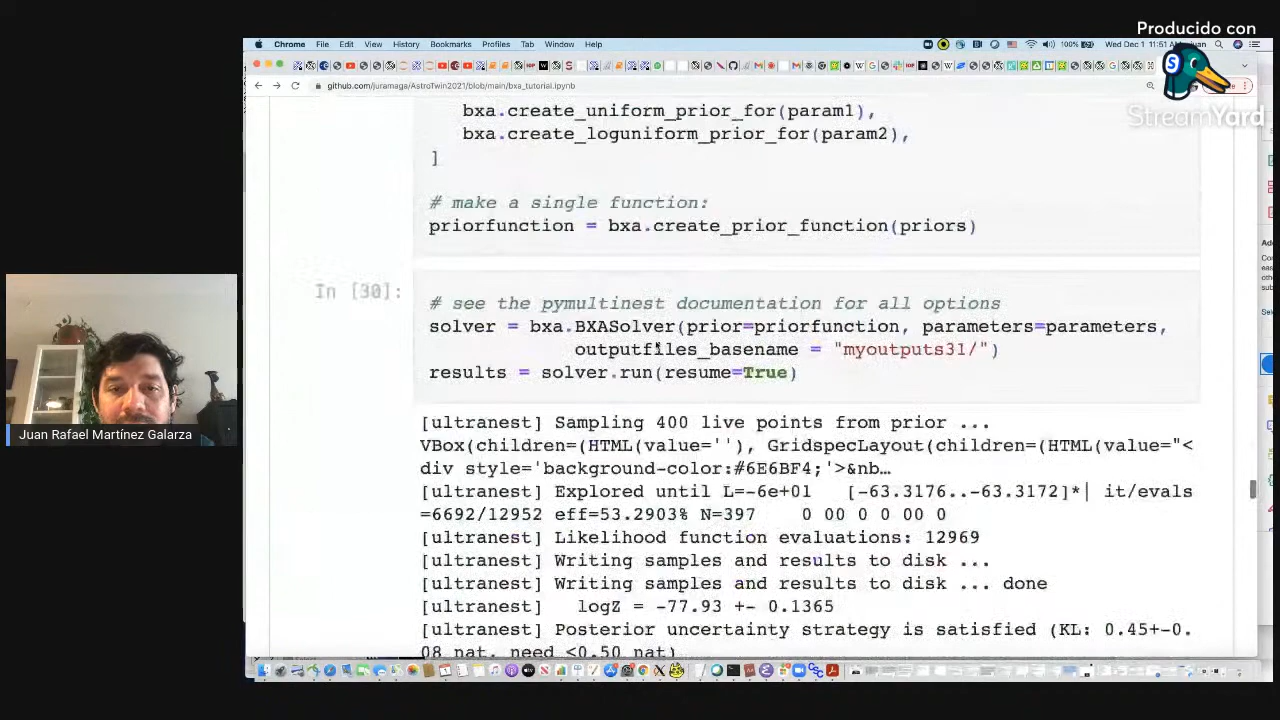 Producido con
StreamYard
Chrome File Edit View History Bookmarks Profiles Tab Window Help
100% Wed Dec 1 11:51 AM
github.com/juramaga/AstroTwin2021/blob/main/bxa_tutorial.ipynb
bxa.create_uniform_prior_for(param1),
bxa.create_loguniform_prior_for(param2),
]
# make a single function:
priorfunction = bxa.create_prior_function(priors)
In [30]:
# see the pymultinest documentation for all options
solver = bxa.BXASolver(prior=priorfunction, parameters=parameters,
outputfiles_basename = "myoutputs31/")
results = solver.run(resume=True)
[ultranest] Sampling 400 live points from prior ...
VBox(children=(HTML(value=''), GridspecLayout(children=(HTML(value="<
div style='background-color:#6E6BF4;'>&nb…
[ultranest] Explored until L=-6e+01 [-63.3176..-63.3172]*| it/evals
=6692/12952 eff=53.2903% N=397 0 00 0 0 00 0
[ultranest] Likelihood function evaluations: 12969
[ultranest] Writing samples and results to disk ...
[ultranest] Writing samples and results to disk ... done
[ultranest] logZ = -77.93 +- 0.1365
[ultranest] Posterior uncertainty strategy is satisfied (KL: 0.45+-0.
08 nat, need <0.50 nat)
Juan Rafael Martínez Galarza